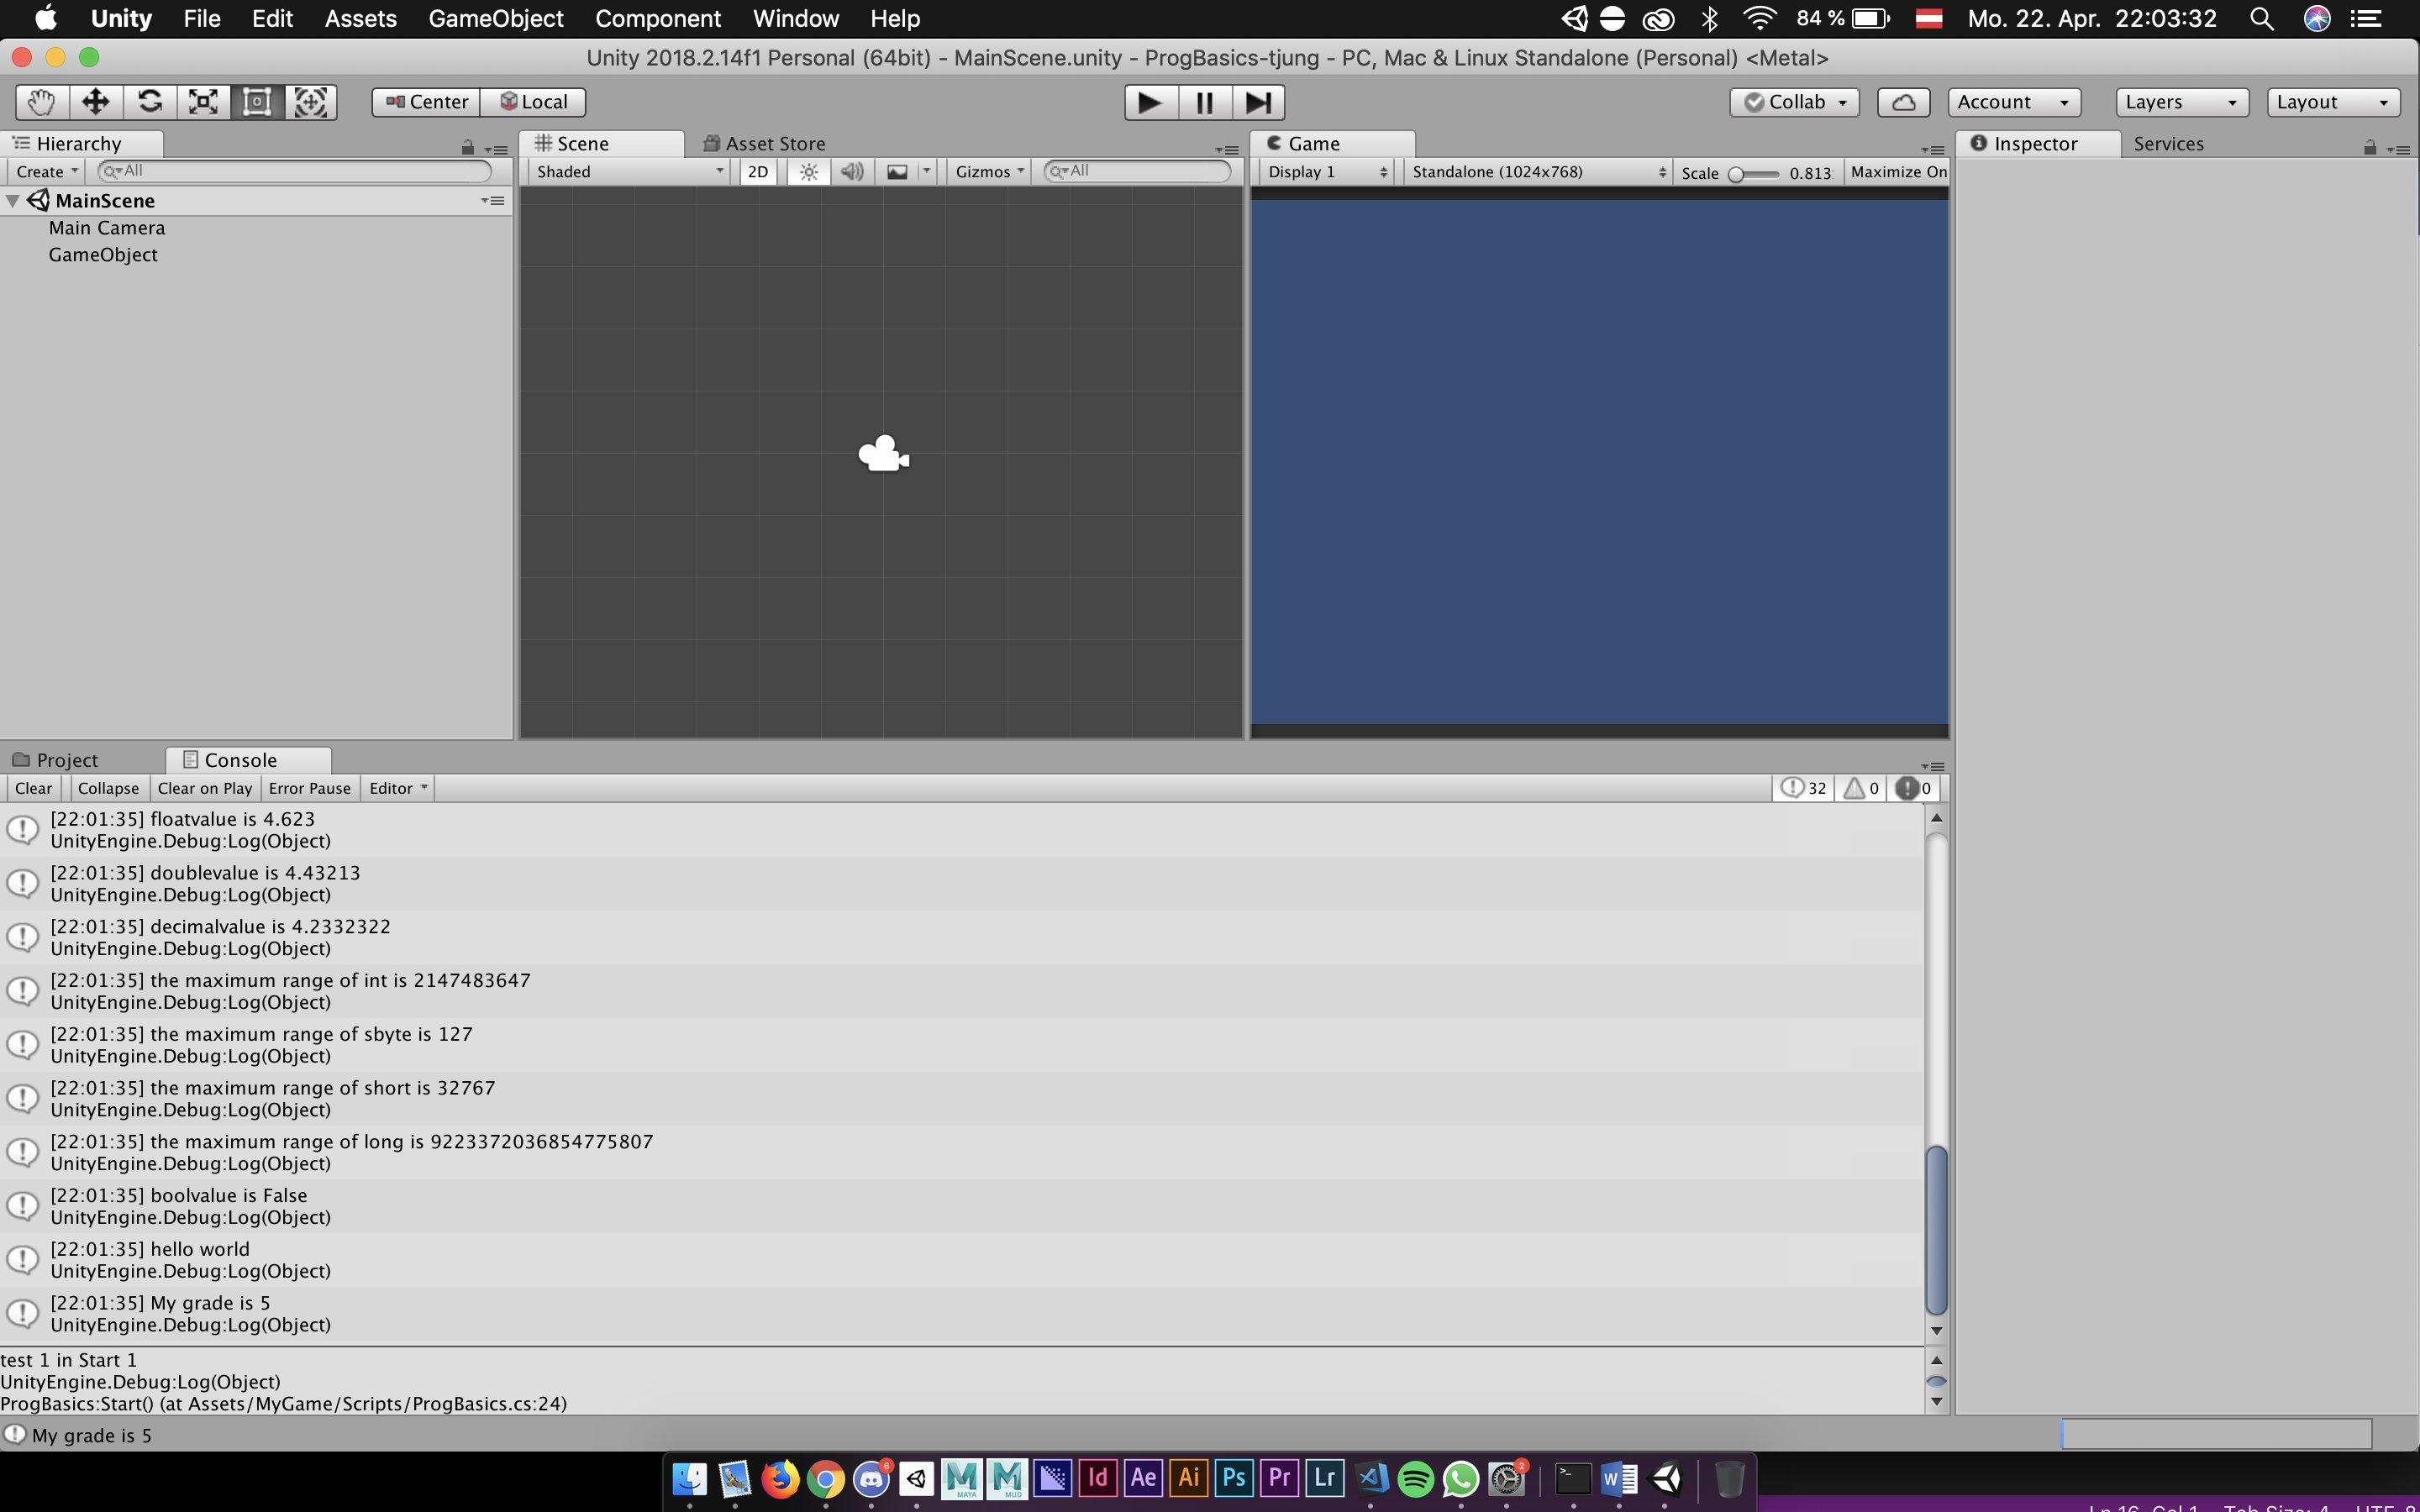 Unity File Edit Assets GameObject Component Window Help 84 % Mo. 22. Apr. 22:03:32
Unity 2018.2.14f1 Personal (64bit) - MainScene.unity - ProgBasics-tjung - PC, Mac & Linux Standalone (Personal) <Metal>
Center Local Collab Account Layers Layout
Hierarchy Scene Asset Store Game Inspector Services
Create All Shaded 2D Gizmos All Display 1 Standalone (1024x768) Scale 0.813 Maximize On
MainScene
Main Camera
GameObject
Project Console
Clear Collapse Clear on Play Error Pause Editor 32 0 0
[22:01:35] floatvalue is 4.623
UnityEngine.Debug:Log(Object)
[22:01:35] doublevalue is 4.43213
UnityEngine.Debug:Log(Object)
[22:01:35] decimalvalue is 4.2332322
UnityEngine.Debug:Log(Object)
[22:01:35] the maximum range of int is 2147483647
UnityEngine.Debug:Log(Object)
[22:01:35] the maximum range of sbyte is 127
UnityEngine.Debug:Log(Object)
[22:01:35] the maximum range of short is 32767
UnityEngine.Debug:Log(Object)
[22:01:35] the maximum range of long is 9223372036854775807
UnityEngine.Debug:Log(Object)
[22:01:35] boolvalue is False
UnityEngine.Debug:Log(Object)
[22:01:35] hello world
UnityEngine.Debug:Log(Object)
[22:01:35] My grade is 5
UnityEngine.Debug:Log(Object)
test 1 in Start 1
UnityEngine.Debug:Log(Object)
ProgBasics:Start() (at Assets/MyGame/Scripts/ProgBasics.cs:24)
My grade is 5
6 MAYA MUD Id Ae Ai Ps Pr Lr 2 W